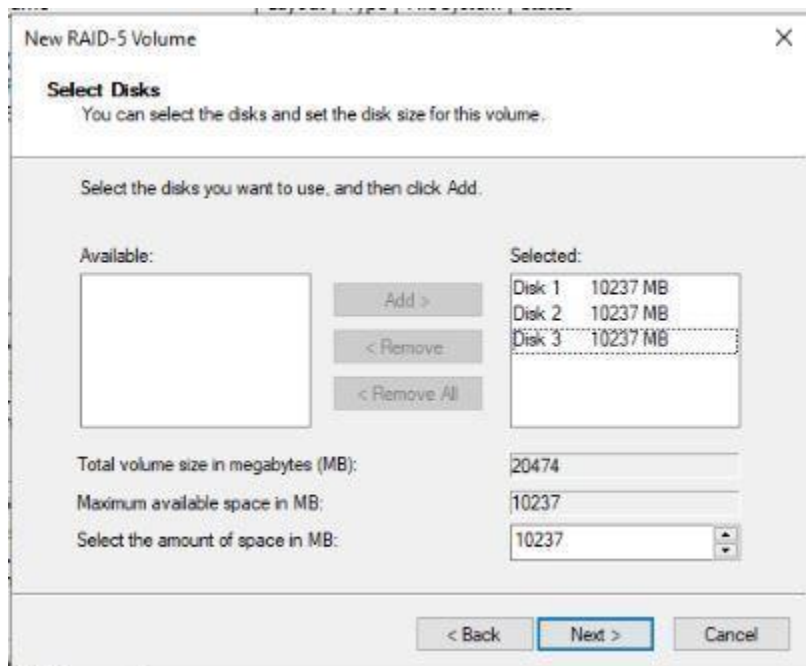 New RAID-5 Volume
Select Disks
You can select the disks and set the disk size for this volume.
Select the disks you want to use, and then click Add.
Available:
Selected:
Add >
< Remove
< Remove All
Disk 1 10237 MB
Disk 2 10237 MB
Disk 3 10237 MB
Total volume size in megabytes (MB): 20474
Maximum available space in MB: 10237
Select the amount of space in MB: 10237
< Back
Next >
Cancel